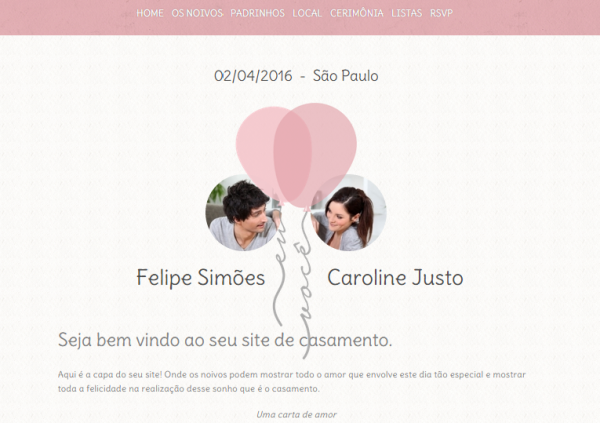 HOME OS NOIVOS PADRINHOS LOCAL CERIMÔNIA LISTAS RSVP
02/04/2016 - São Paulo
eu
você
Felipe Simões
Caroline Justo
Seja bem vindo ao seu site de casamento.
Aqui é a capa do seu site! Onde os noivos podem mostrar todo o amor que envolve este dia tão especial e mostrar
toda a felicidade na realização desse sonho que é o casamento.
Uma carta de amor